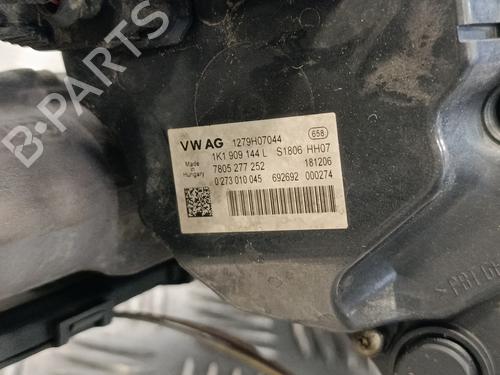 VW AG 1279H07044 658
1K1 909 144 L S1806 HH07
Made in Hungary 7805 277 252 181206
0 273 010 045 692692 000274
B-PARTS